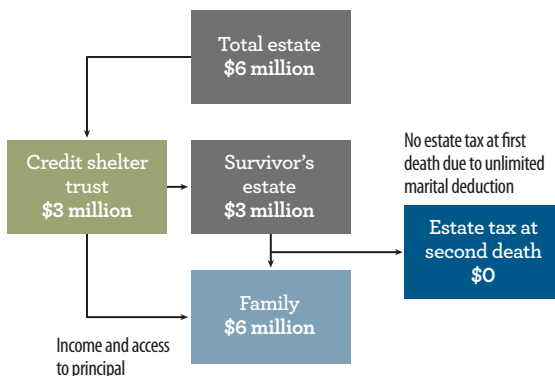 Total estate
$6 million
Credit shelter
trust
$3 million
Survivor's
estate
$3 million
No estate tax at first
death due to unlimited
marital deduction
Estate tax at
second death
$0
Family
$6 million
Income and access
to principal